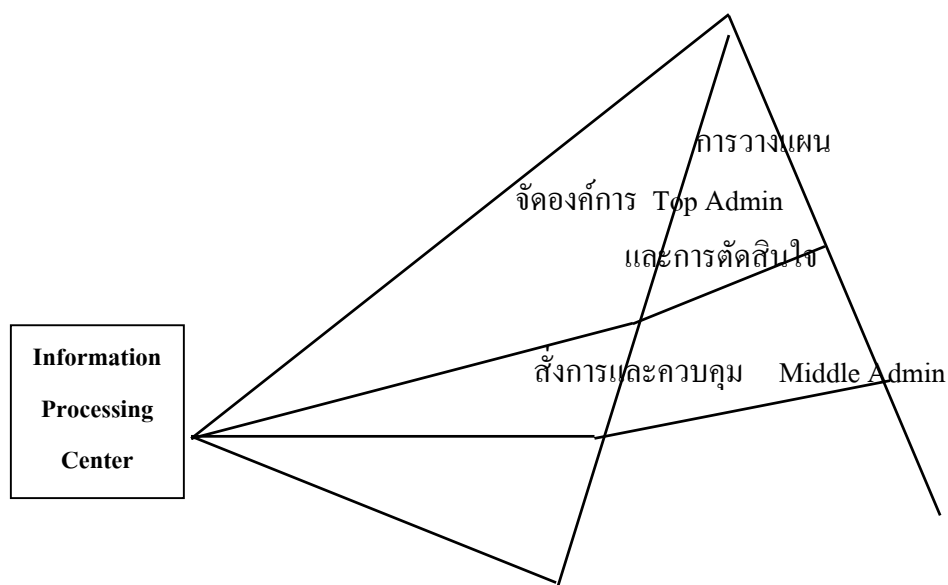 การวางแผน
จัดองค์การ Top Admin
และการตัดสินใจ
Information
Processing
Center
สั่งการและควบคุม Middle Admin